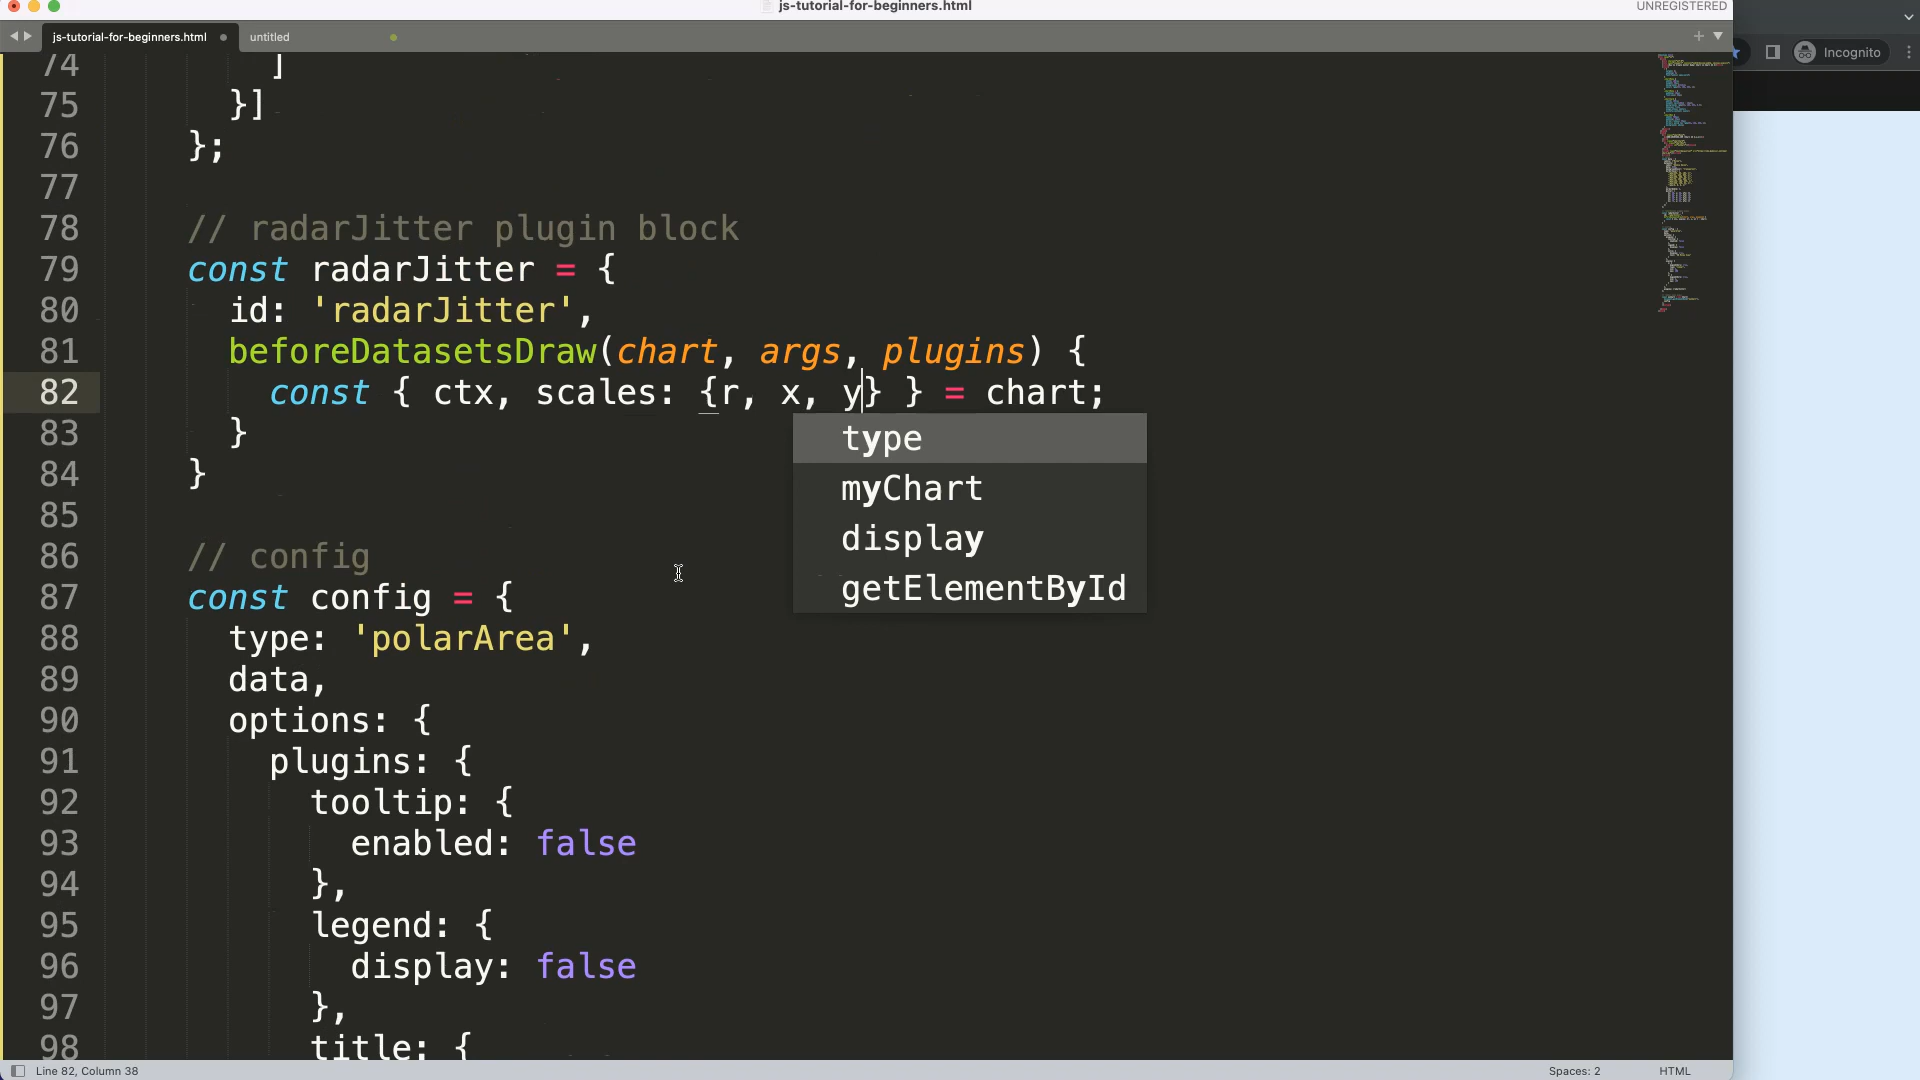 js-tutorial-for-beginners.html
UNREGISTERED
js-tutorial-for-beginners.html
untitled
Incognito
74 ]
75 }]
76 };
77
78 // radarJitter plugin block
79 const radarJitter = {
80 id: 'radarJitter',
81 beforeDatasetsDraw(chart, args, plugins) {
82 const { ctx, scales: {r, x, y} } = chart;
83 }
84 }
85
86 // config
87 const config = {
88 type: 'polarArea',
89 data,
90 options: {
91 plugins: {
92 tooltip: {
93 enabled: false
94 },
95 legend: {
96 display: false
97 },
98 title: {
type
myChart
display
getElementById
Line 82, Column 38
Spaces: 2
HTML